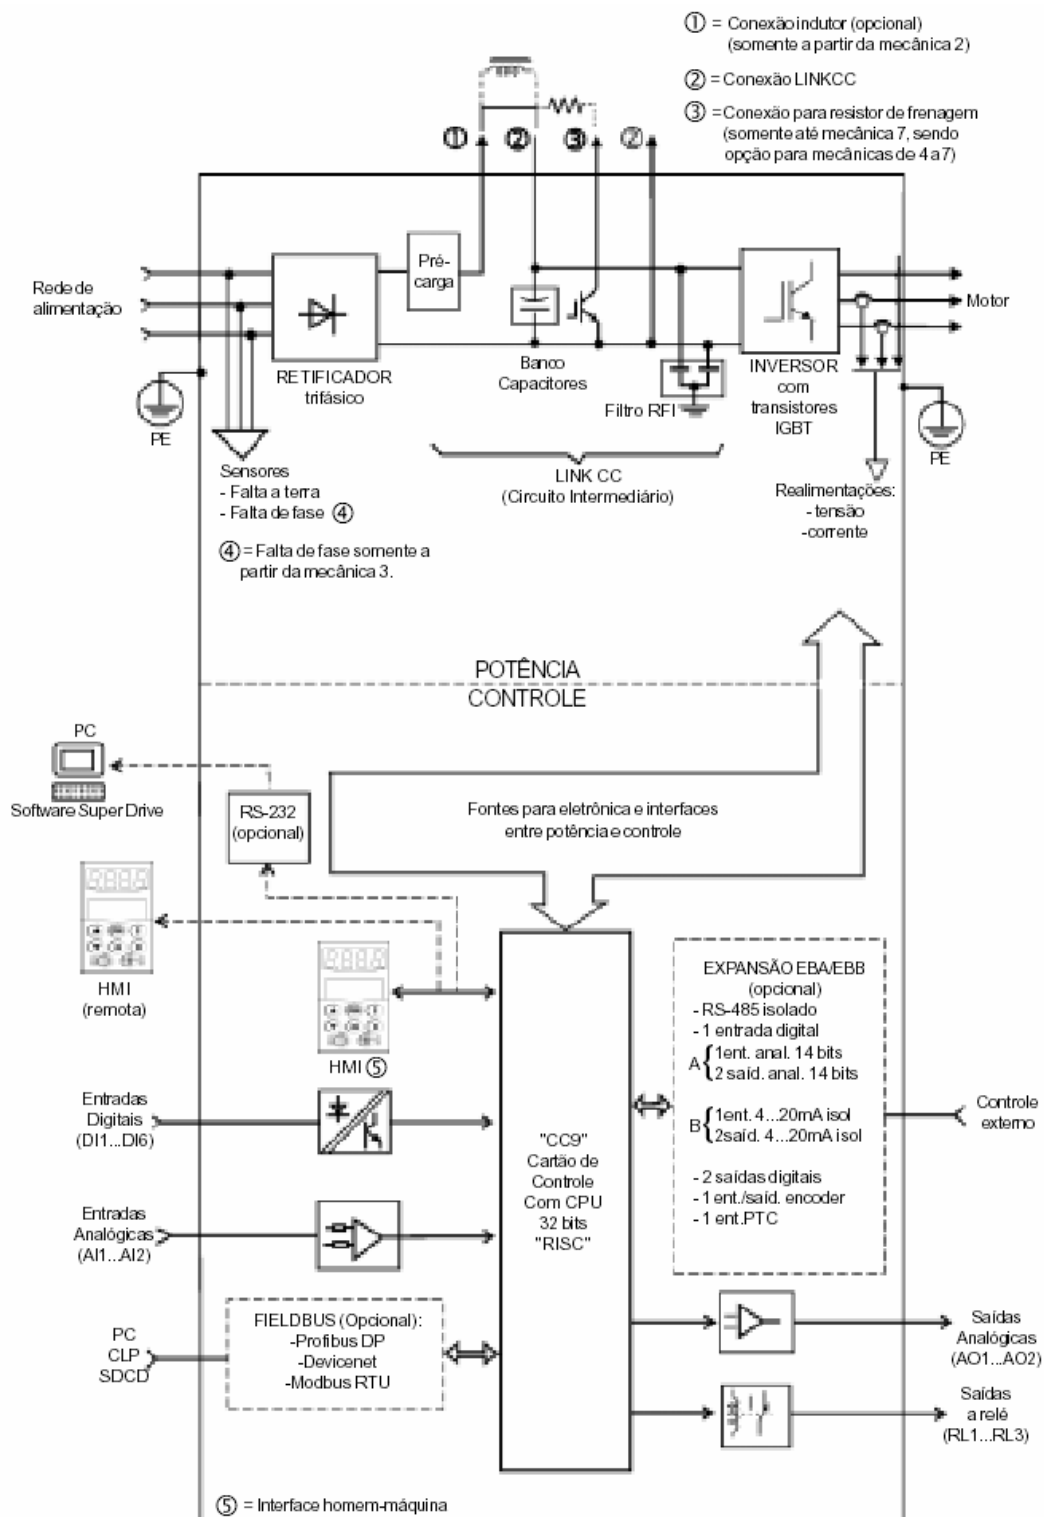 ① = Conexão indutor (opcional)
(somente a partir da mecânica 2)
② = Conexão LINKCC
③ = Conexão para resistor de frenagem
(somente até mecânica 7, sendo
opção para mecânicas de 4 a 7)
① ② ③ ②
Rede de
alimentação
Pré-
carga
Motor
RETIFICADOR
trifásico
Banco
Capacitores
Filtro RFI
INVERSOR
com
transistores
IGBT
PE
PE
Sensores
- Falta a terra
- Falta de fase ④
LINK CC
(Circuito Intermediário)
Realimentações:
- tensão
-corrente
④ = Falta de fase somente a
partir da mecânica 3.
POTÊNCIA
CONTROLE
PC
Software Super Drive
RS-232
(opcional)
Fontes para eletrônica e interfaces
entre potência e controle
HMI
(remota)
HMI ⑤
EXPANSÃO EBA/EBB
(opcional)
- RS-485 isolado
- 1 entrada digital
A { 1ent. anal. 14 bits
2 saíd. anal. 14 bits
B { 1ent. 4...20mA isol
2saíd. 4...20mA isol
- 2 saídas digitais
- 1 ent./saíd. encoder
- 1 ent.PTC
Controle
externo
Entradas
Digitais
(DI1...DI6)
"CC9"
Cartão de
Controle
Com CPU
32 bits
"RISC"
Entradas
Analógicas
(AI1...AI2)
FIELDBUS (Opcional):
-Profibus DP
-Devicenet
-Modbus RTU
PC
CLP
SDCD
Saídas
Analógicas
(AO1...AO2)
Saídas
a relé
(RL1...RL3)
⑤ = Interface homem-máquina